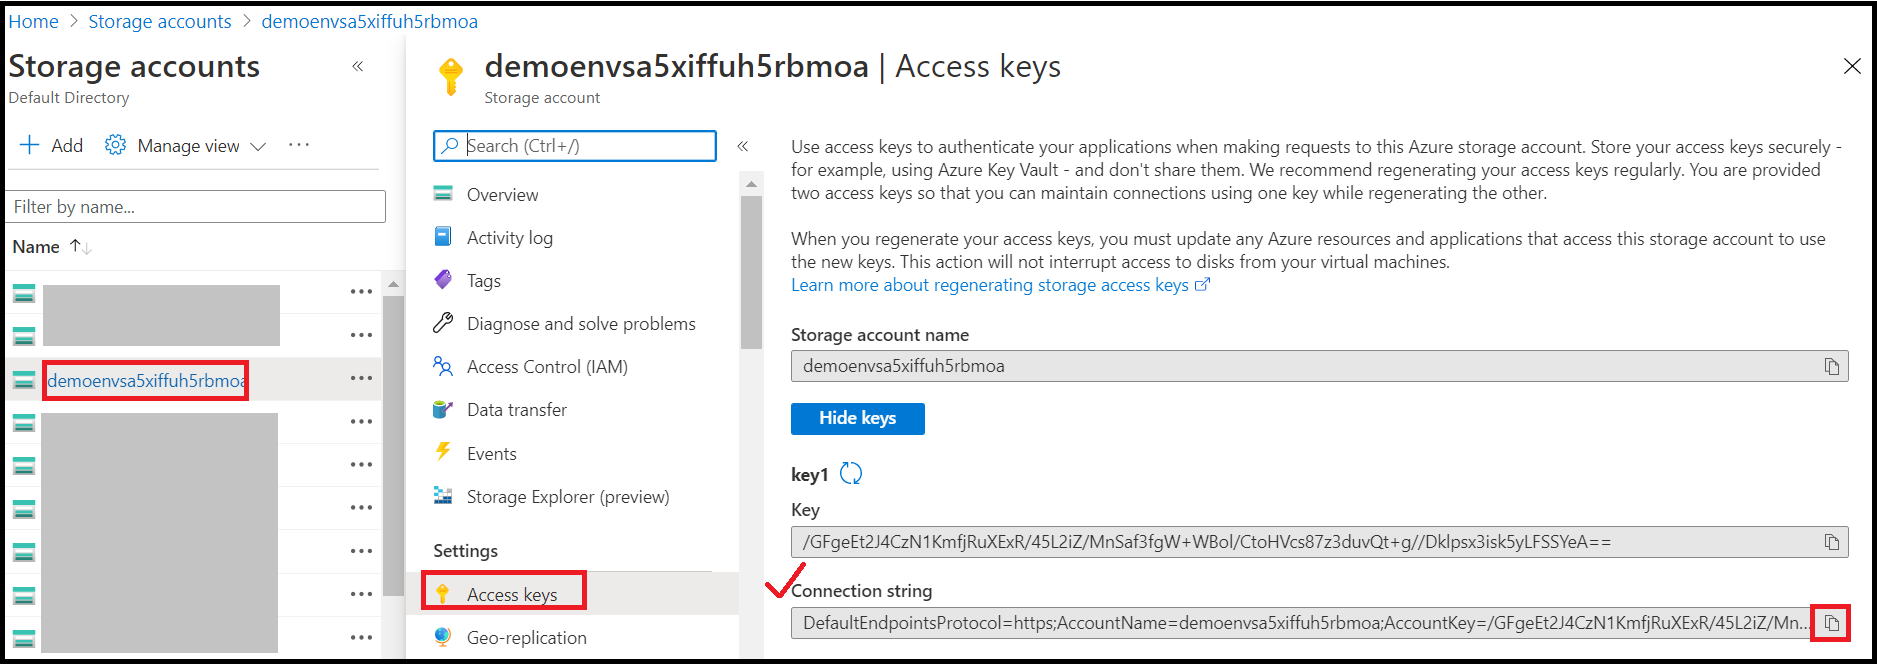 Home > Storage accounts > demoenvsa5xiffuh5rbmoa
Storage accounts
Default Directory
Add Manage view
Filter by name...
Name
demoenvsa5xiffuh5rbmoa
demoenvsa5xiffuh5rbmoa | Access keys
Storage account
Search (Ctrl+/)
Overview
Activity log
Tags
Diagnose and solve problems
Access Control (IAM)
Data transfer
Events
Storage Explorer (preview)
Settings
Access keys
Geo-replication
Use access keys to authenticate your applications when making requests to this Azure storage account. Store your access keys securely -
for example, using Azure Key Vault - and don't share them. We recommend regenerating your access keys regularly. You are provided
two access keys so that you can maintain connections using one key while regenerating the other.
When you regenerate your access keys, you must update any Azure resources and applications that access this storage account to use
the new keys. This action will not interrupt access to disks from your virtual machines.
Learn more about regenerating storage access keys
Storage account name
demoenvsa5xiffuh5rbmoa
Hide keys
key1
Key
/GFgeEt2J4CzN1KmfjRuXExR/45L2iZ/MnSaf3fgW+WBol/CtoHVcs87z3duvQt+g//Dklpsx3isk5yLFSSYeA==
Connection string
DefaultEndpointsProtocol=https;AccountName=demoenvsa5xiffuh5rbmoa;AccountKey=/GFgeEt2J4CzN1KmfjRuXExR/45L2iZ/Mn...